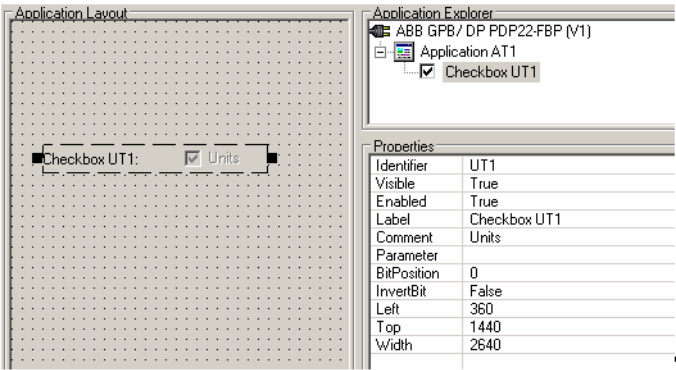 Application Layout
Checkbox UT1: Units
Application Explorer
ABB GPB/ DP PDP22-FBP (V1)
Application AT1
Checkbox UT1
Properties
Identifier UT1
Visible True
Enabled True
Label Checkbox UT1
Comment Units
Parameter
BitPosition 0
InvertBit False
Left 360
Top 1440
Width 2640